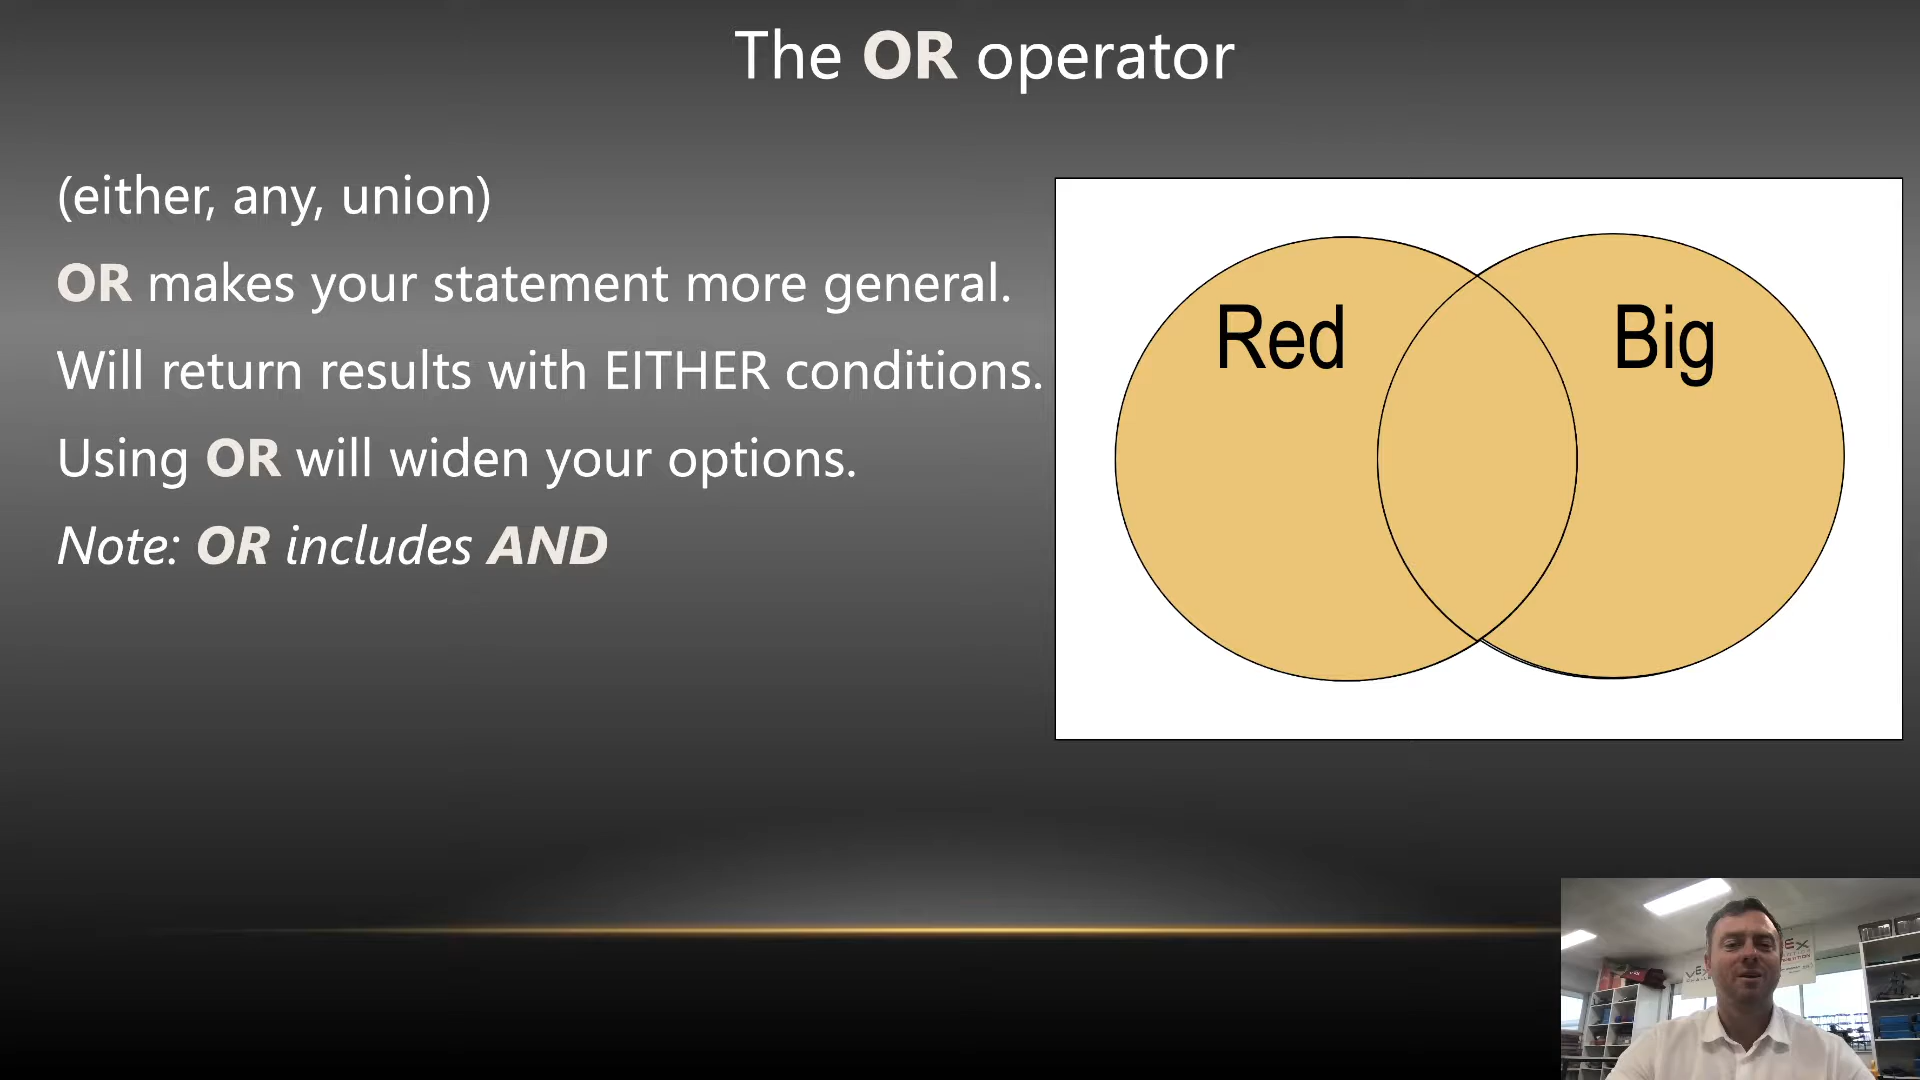 The OR operator
(either, any, union)
OR makes your statement more general.
Will return results with EITHER conditions.
Using OR will widen your options.
Note: OR includes AND
Red
Big